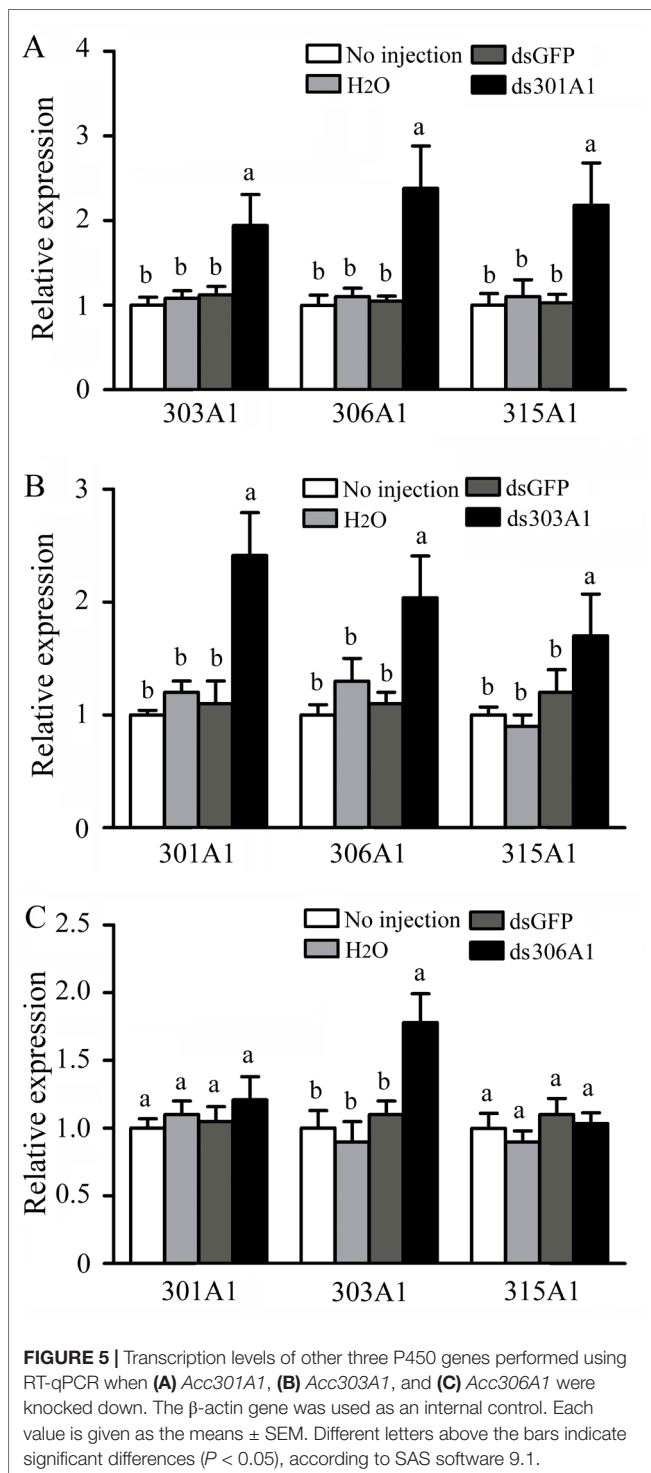 A
No injection dsGFP
H2O ds301A1
Relative expression
4
3
2
1
0
b b b a
b b b a
b b b a
303A1 306A1 315A1
B
No injection dsGFP
H2O ds303A1
Relative expression
3
2
1
0
b b b a
b b b a
b b b a
301A1 306A1 315A1
C
No injection dsGFP
H2O ds306A1
Relative expression
2.5
2.0
1.5
1.0
0.5
0
a a a a
b b b a
a a a a
301A1 303A1 315A1
FIGURE 5 | Transcription levels of other three P450 genes performed using
RT-qPCR when (A) Acc301A1, (B) Acc303A1, and (C) Acc306A1 were
knocked down. The β-actin gene was used as an internal control. Each
value is given as the means ± SEM. Different letters above the bars indicate
significant differences (P < 0.05), according to SAS software 9.1.